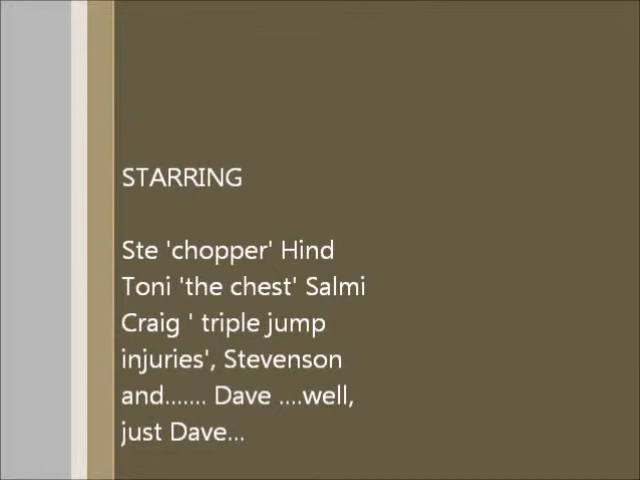 STARRING
Ste 'chopper' Hind
Toni 'the chest' Salmi
Craig ' triple jump
injuries', Stevenson
and....... Dave ....well,
just Dave...